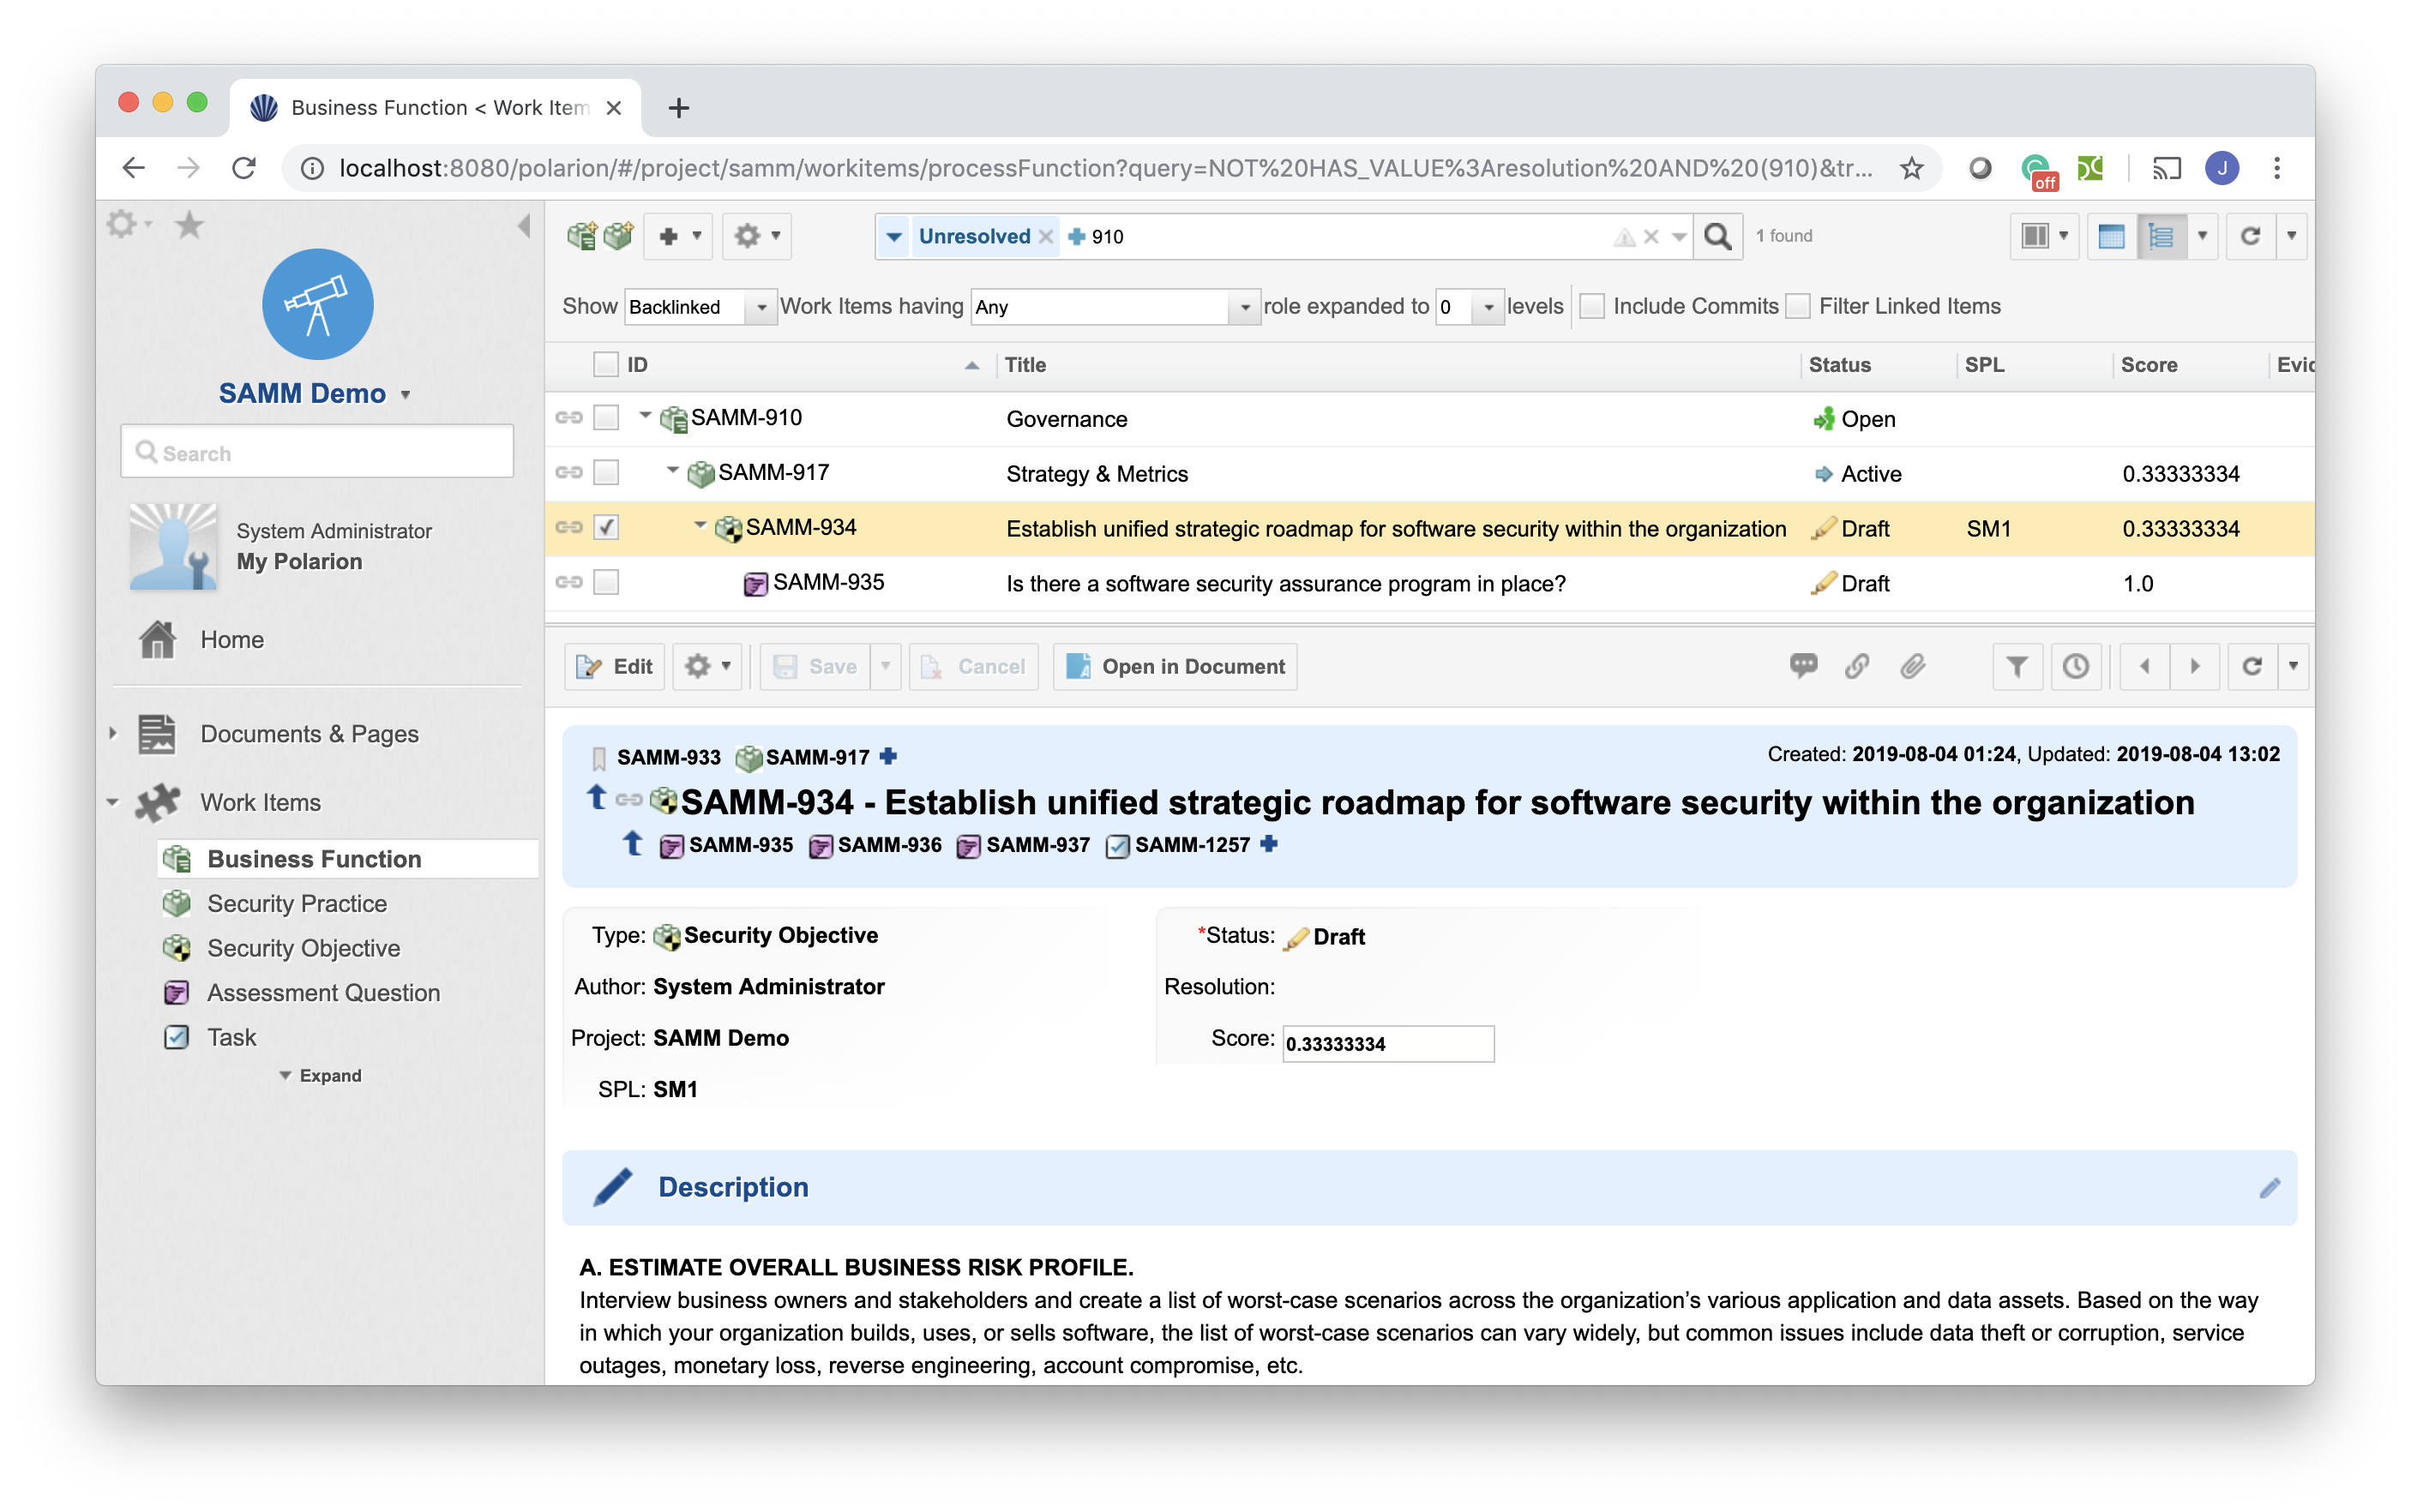 Business Function < Work Item
localhost:8080/polarion/#/project/samm/workitems/processFunction?query=NOT%20HAS_VALUE%3Aresolution%20AND%20(910)&tr...
off
J
Unresolved 910
1 found
SAMM Demo
Search
System Administrator
My Polarion
Home
Documents & Pages
Work Items
Business Function
Security Practice
Security Objective
Assessment Question
Task
Expand
Show Backlinked Work Items having Any role expanded to 0 levels Include Commits Filter Linked Items
ID Title Status SPL Score Evid
SAMM-910 Governance Open
SAMM-917 Strategy & Metrics Active 0.33333334
SAMM-934 Establish unified strategic roadmap for software security within the organization Draft SM1 0.33333334
SAMM-935 Is there a software security assurance program in place? Draft 1.0
Edit Save Cancel Open in Document
SAMM-933 SAMM-917 Created: 2019-08-04 01:24, Updated: 2019-08-04 13:02
SAMM-934 - Establish unified strategic roadmap for software security within the organization
SAMM-935 SAMM-936 SAMM-937 SAMM-1257
Type: Security Objective
Author: System Administrator
Project: SAMM Demo
SPL: SM1
*Status: Draft
Resolution:
Score: 0.33333334
Description
A. ESTIMATE OVERALL BUSINESS RISK PROFILE.
Interview business owners and stakeholders and create a list of worst-case scenarios across the organization’s various application and data assets. Based on the way
in which your organization builds, uses, or sells software, the list of worst-case scenarios can vary widely, but common issues include data theft or corruption, service
outages, monetary loss, reverse engineering, account compromise, etc.